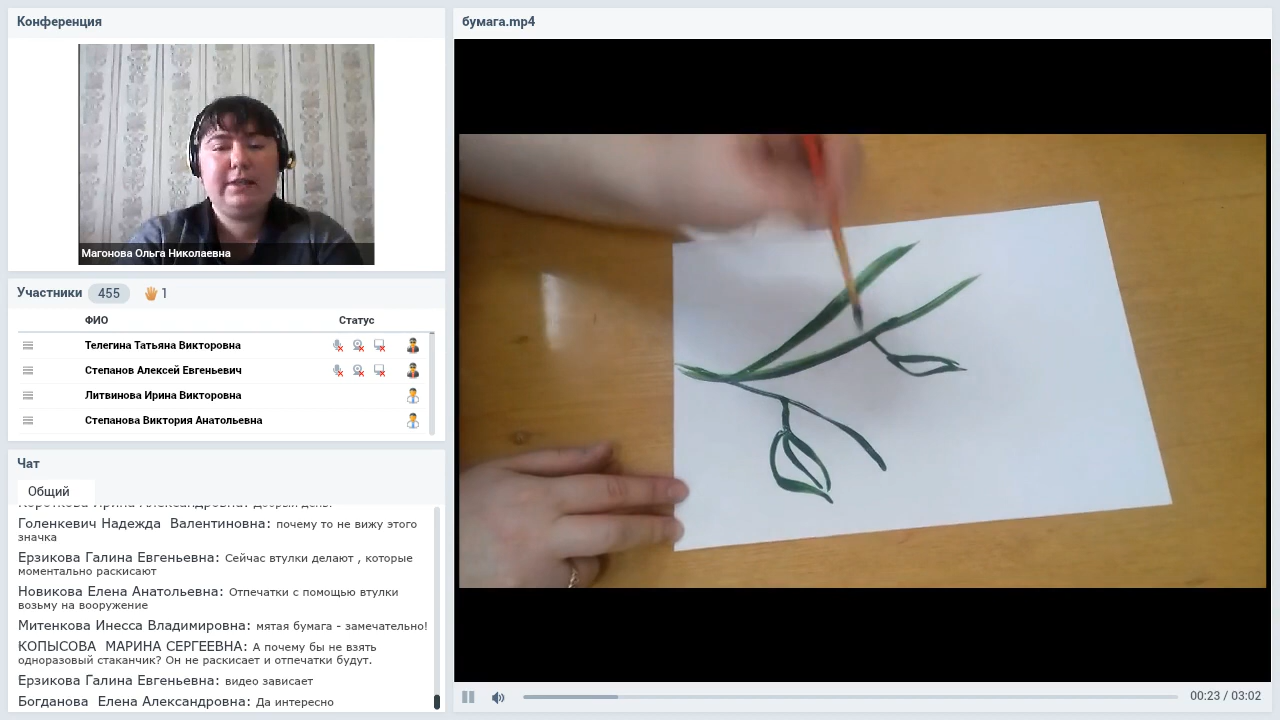 Конференция
Магонова Ольга Николаевна
Участники 455 1
ФИО Статус
Телегина Татьяна Викторовна
Степанов Алексей Евгеньевич
Литвинова Ирина Викторовна
Степанова Виктория Анатольевна
Чат
Общий
Голенкевич Надежда Валентиновна: почему то не вижу этого
значка
Ерзикова Галина Евгеньевна: Сейчас втулки делают , которые
моментально раскисают
Новикова Елена Анатольевна: Отпечатки с помощью втулки
возьму на вооружение
Митенкова Инесса Владимировна: мятая бумага - замечательно!
КОПЫСОВА МАРИНА СЕРГЕЕВНА: А почему бы не взять
одноразовый стаканчик? Он не раскисает и отпечатки будут.
Ерзикова Галина Евгеньевна: видео зависает
Богданова Елена Александровна: Да интересно
бумага.mp4
00:23 / 03:02